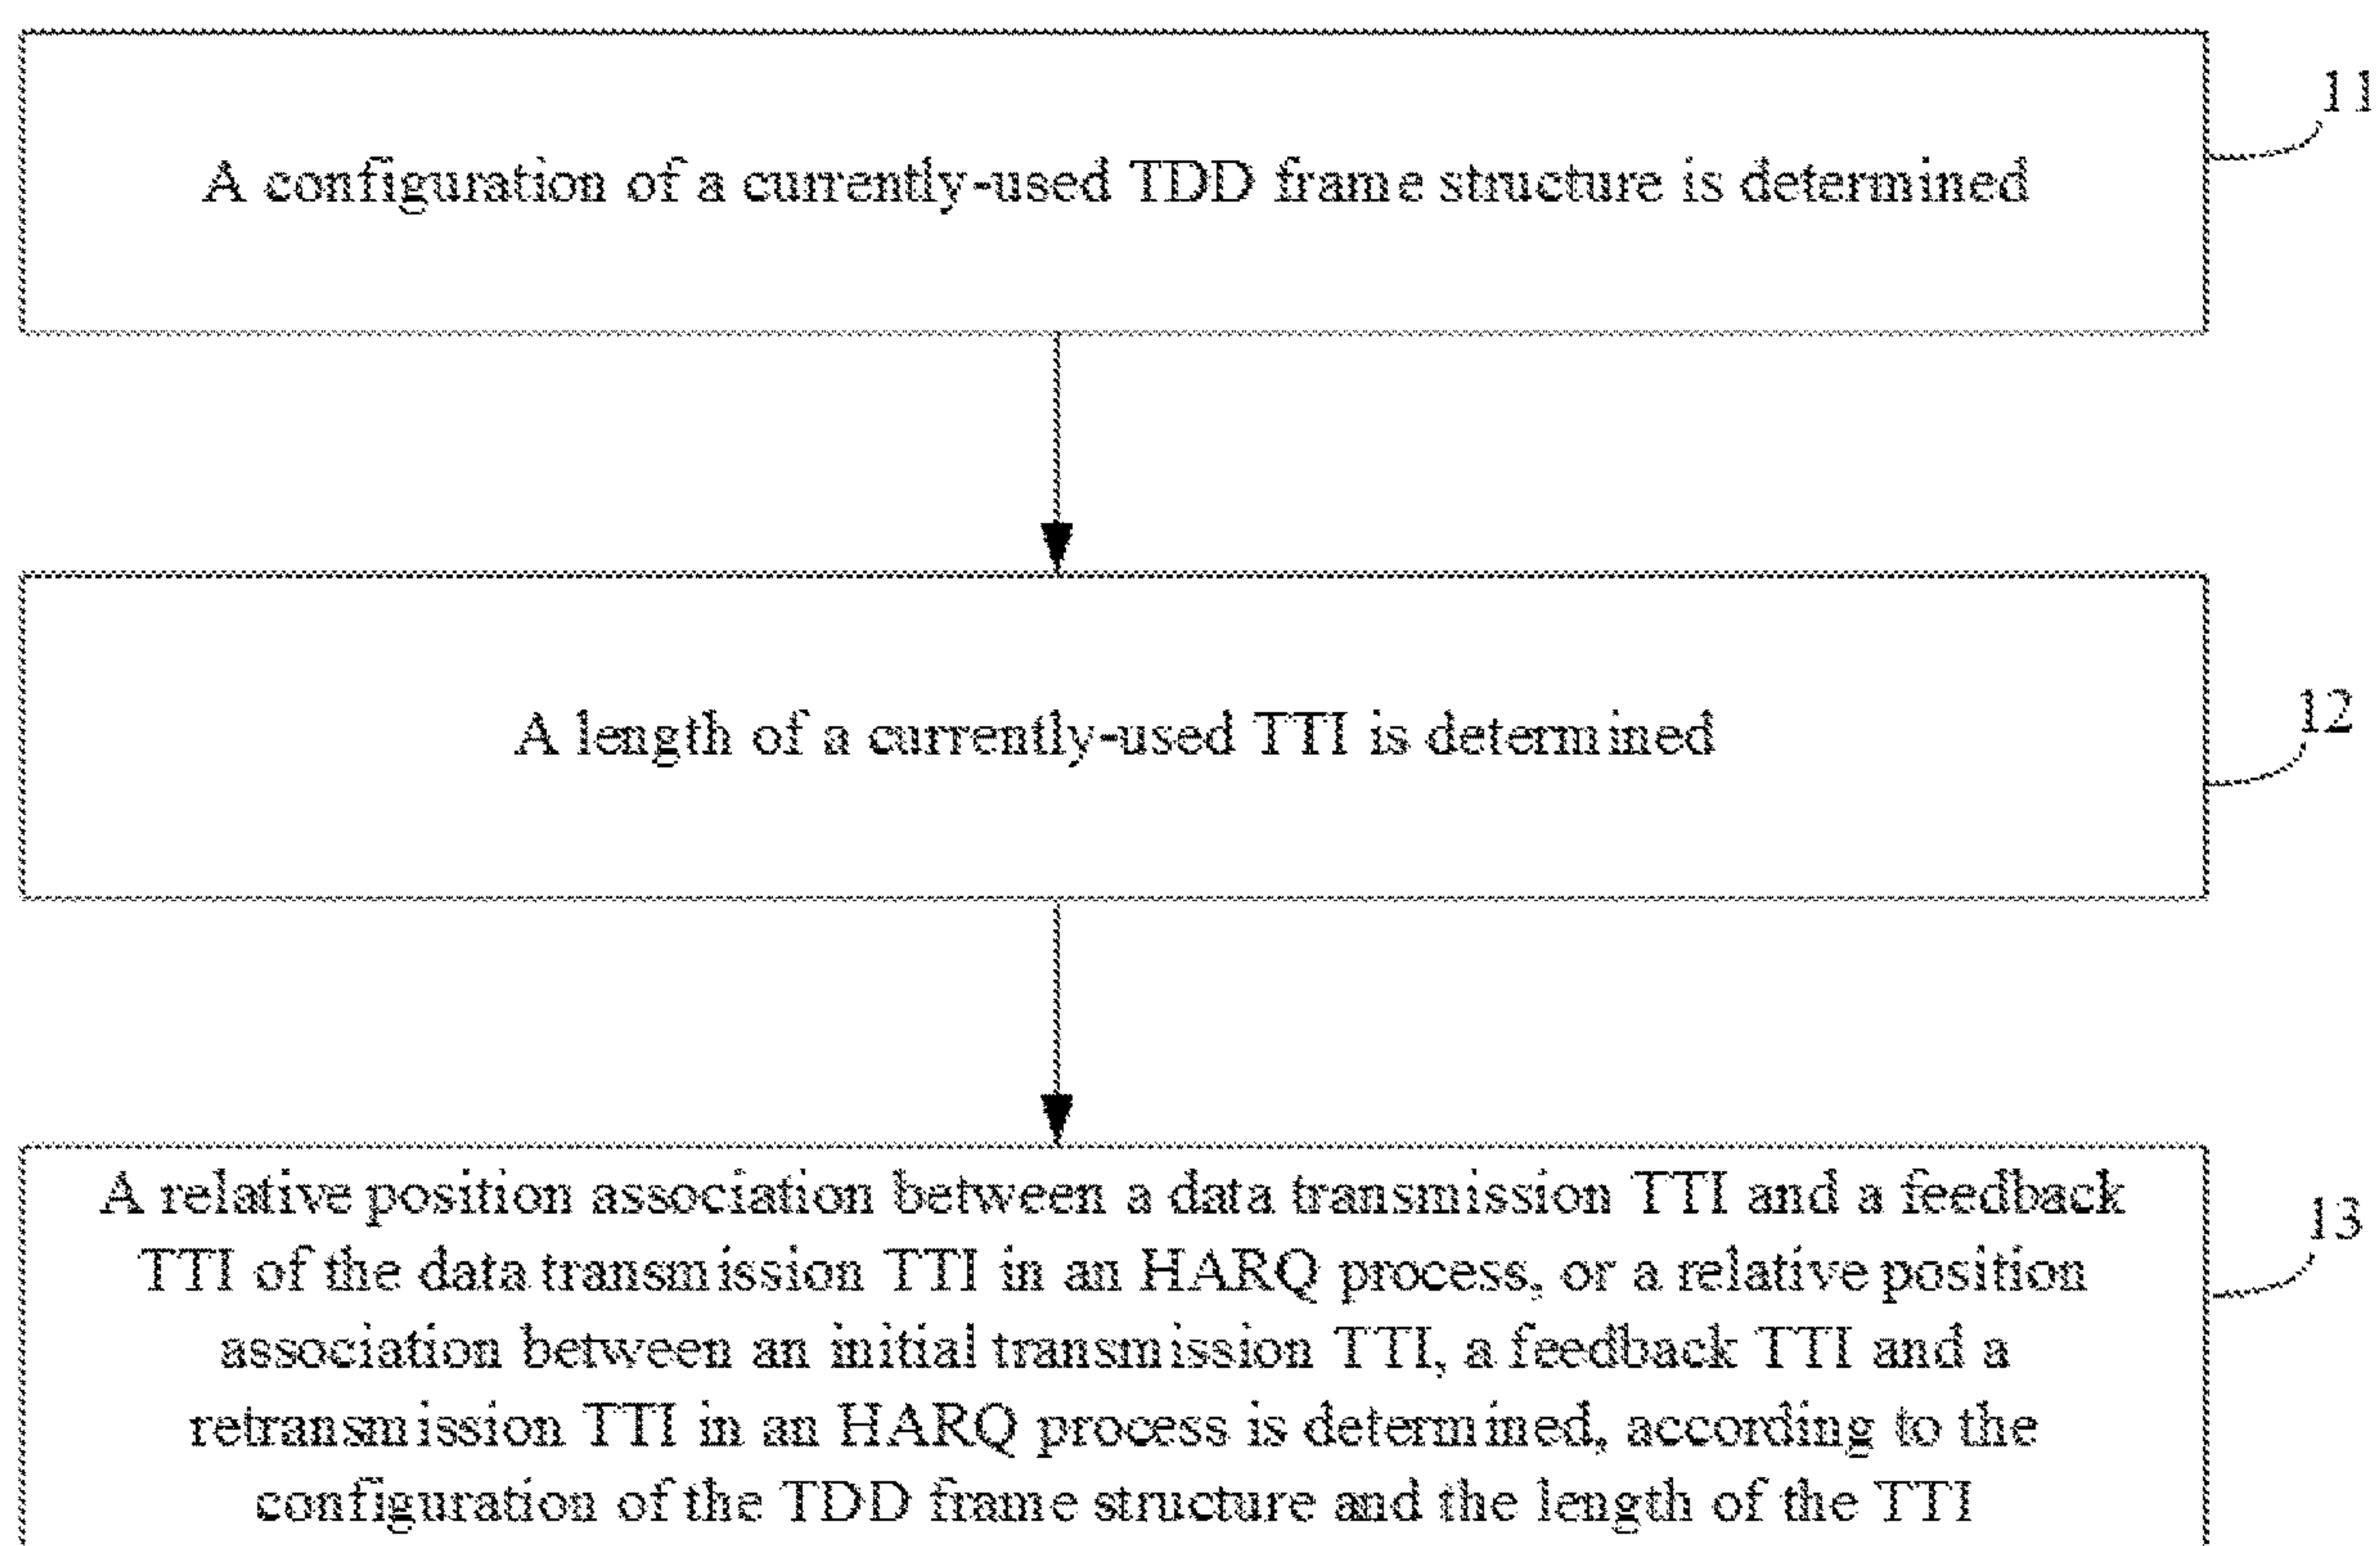 11
A configuration of a currently-used TDD frame structure is determined
12
A length of a currently-used TTI is determined
13
A relative position association between a data transmission TTI and a feedback
TTI of the data transmission TTI in an HARQ process, or a relative position
association between an initial transmission TTI, a feedback TTI and a
retransmission TTI in an HARQ process is determined, according to the
configuration of the TDD frame structure and the length of the TTI